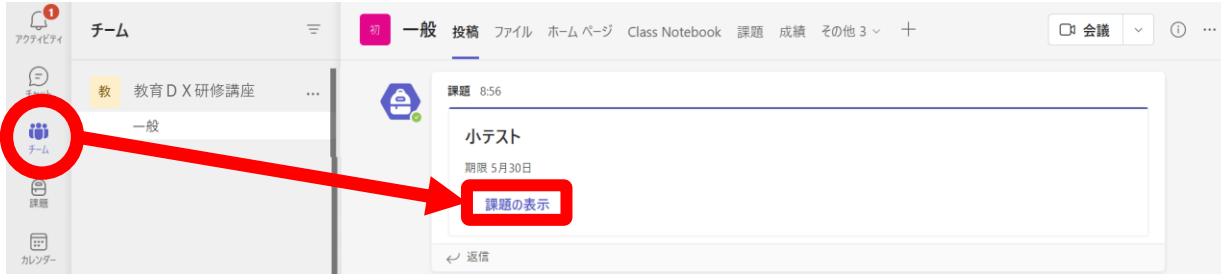 1
アクティビティ
チャット
チーム
課題
カレンダー
チーム
教 教育ＤＸ研修講座 ...
一般
初 一般 投稿 ファイル ホーム ページ Class Notebook 課題 成績 その他 3
会議
課題 8:56
小テスト
期限 5月30日
課題の表示
返信